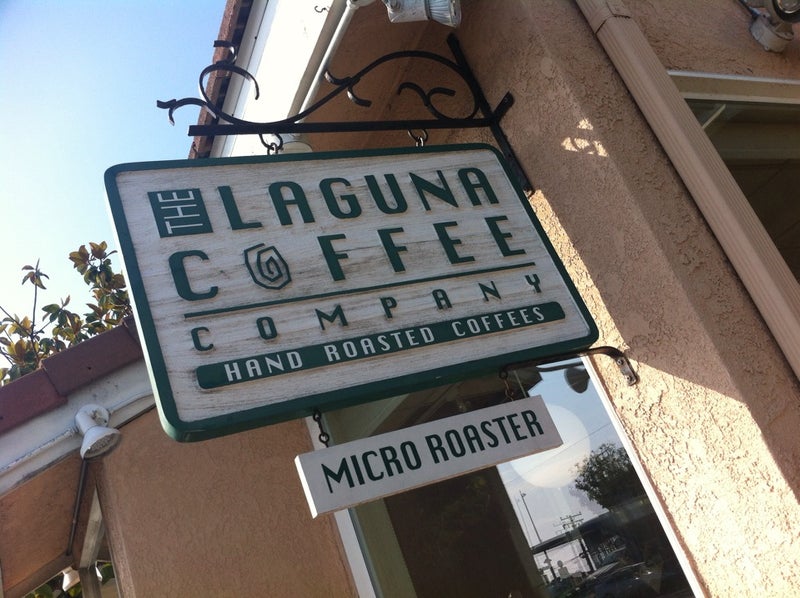 THE LAGUNA
COFFEE
COMPANY
HAND ROASTED COFFEES
MICRO ROASTER